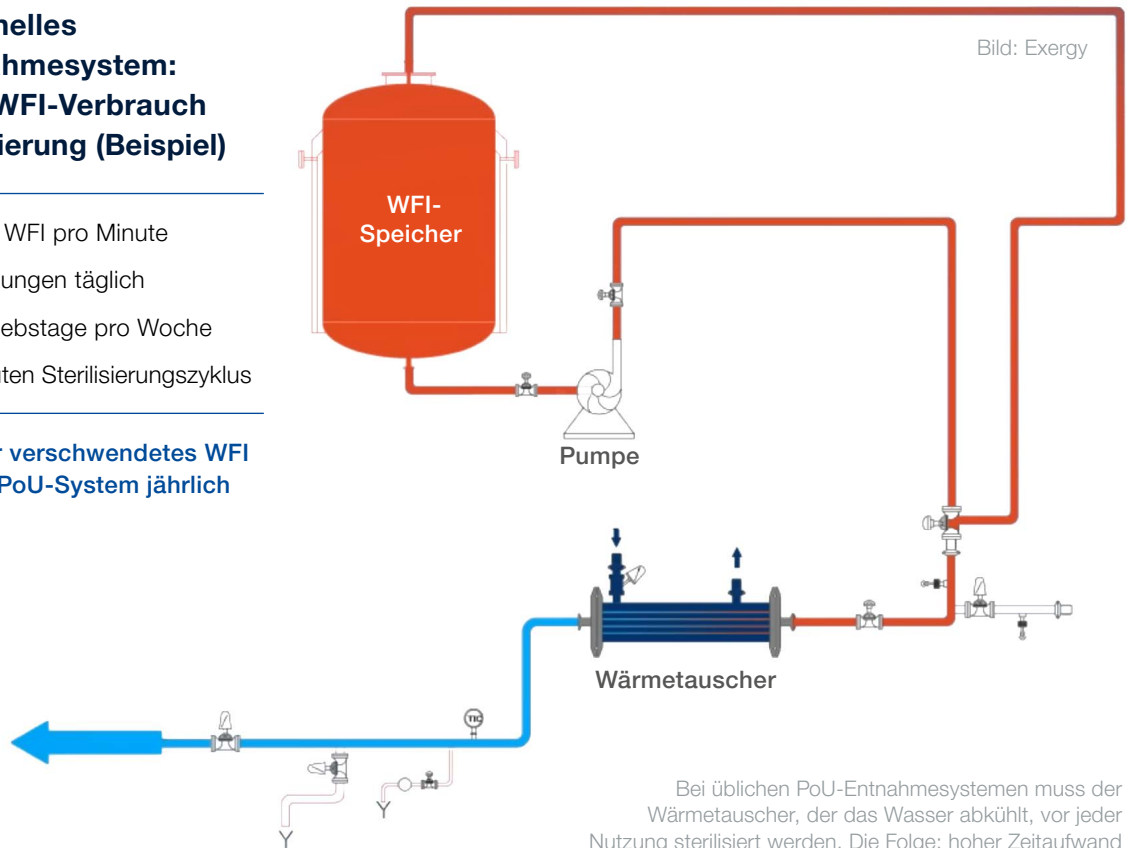 nelles
hmesystem:
WFI-Verbrauch
ierung (Beispiel)
WFI pro Minute
ungen täglich
ebstage pro Woche
ten Sterilisierungszyklus
r verschwendetes WFI
PoU-System jährlich
Bild: Exergy
WFI-
Speicher
Pumpe
Wärmetauscher
TIC
Bei üblichen PoU-Entnahmesystemen muss der
Wärmetauscher, der das Wasser abkühlt, vor jeder
Nutzung sterilisiert werden. Die Folge: hoher Zeitaufwand